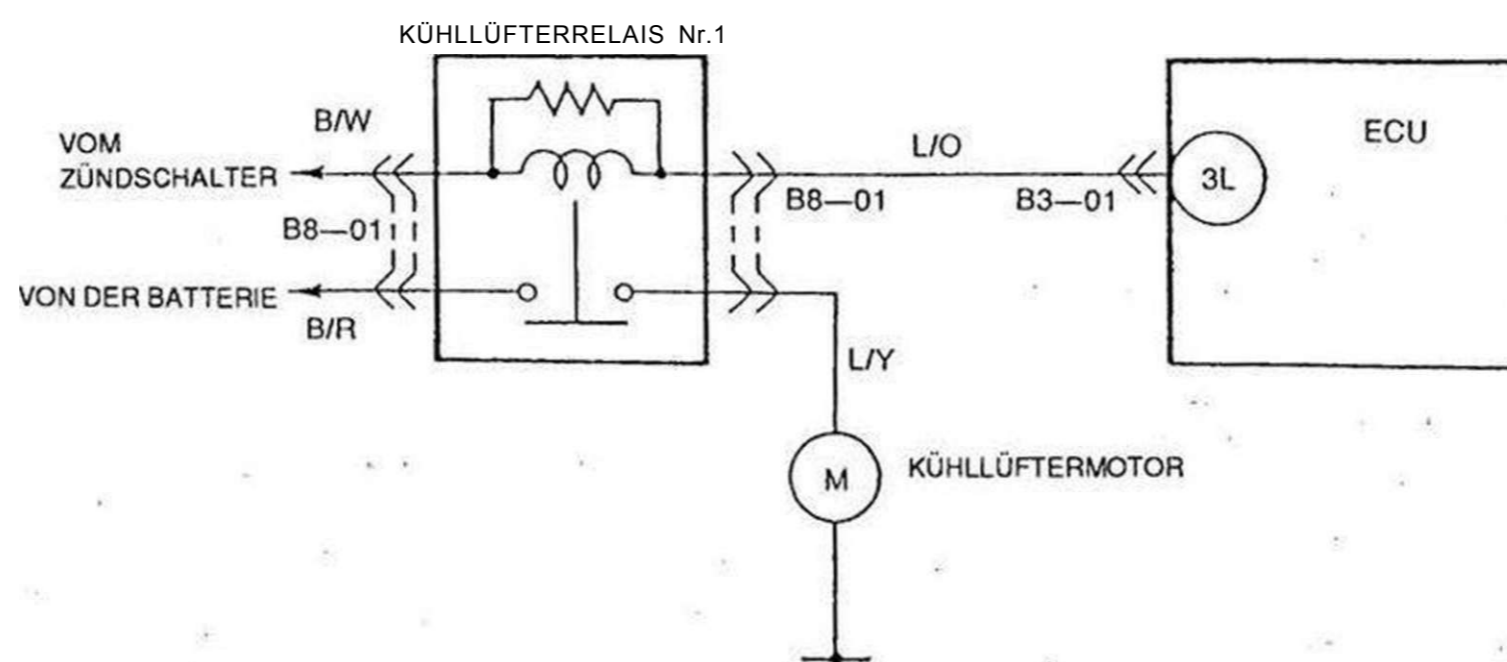 KÜHLLÜFTERRELAIS Nr.1
B/W
VOM
ZÜNDSCHALTER
B8—01
VON DER BATTERIE
B/R
L/O
B8—01
B3—01
3L
ECU
L/Y
M
KÜHLLÜFTERMOTOR